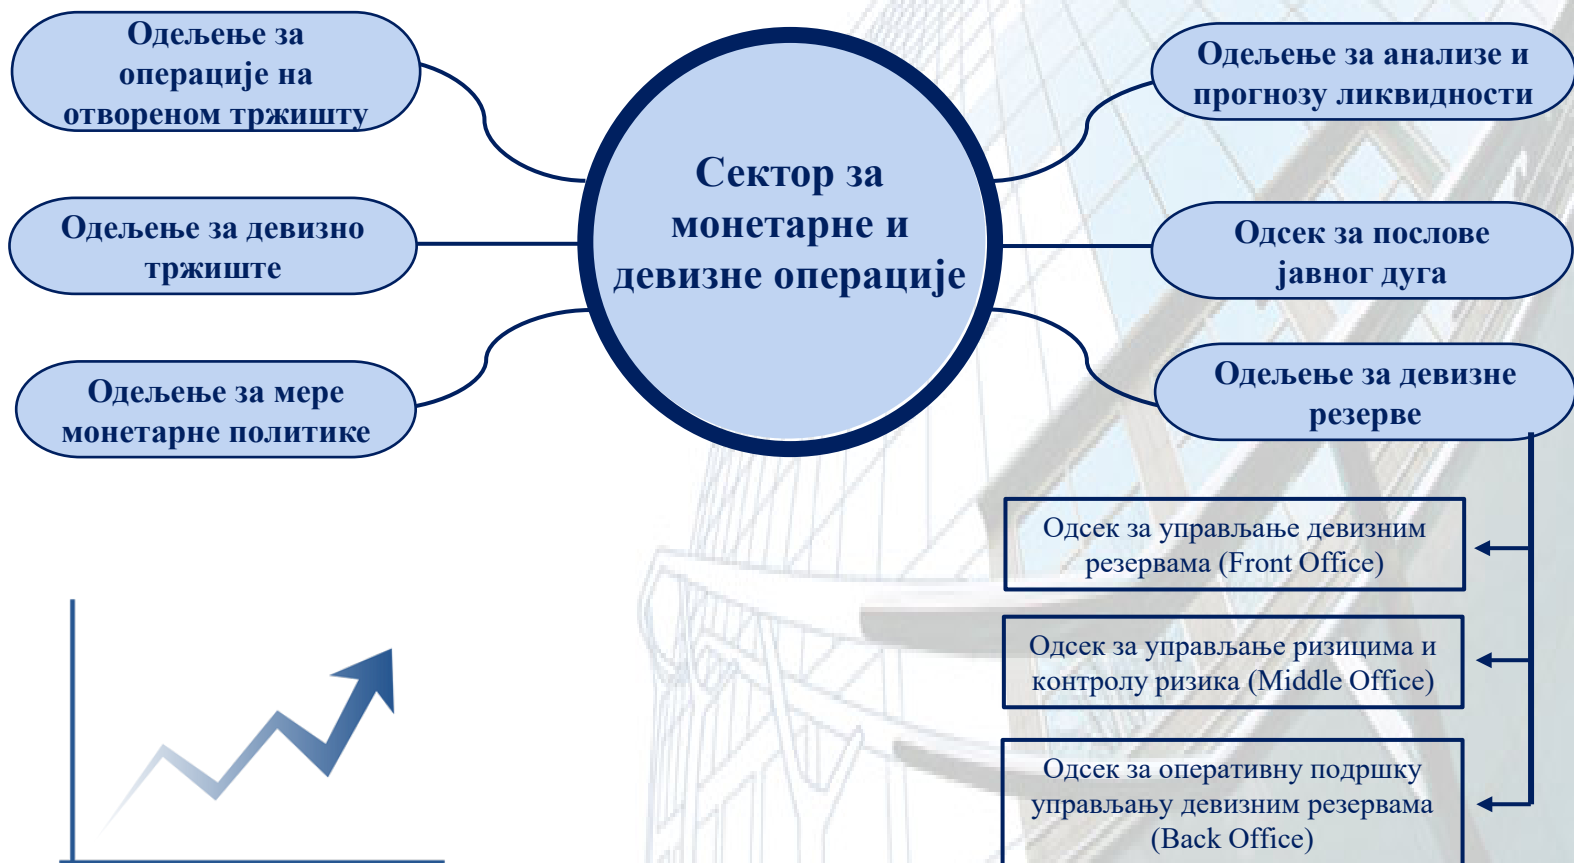 Одељење за
операције на
отвореном тржишту
Одељење за девизно
тржиште
Одељење за мере
монетарне политике
Сектор за
монетарне и
девизне операције
Одељење за анализе и
прогнозу ликвидности
Одсек за послове
јавног дуга
Одељење за девизне
резерве
Одсек за управљање девизним
резервама (Front Office)
Одсек за управљање ризицима и
контролу ризика (Middle Office)
Одсек за оперативну подршку
управљању девизним резервама
(Back Office)